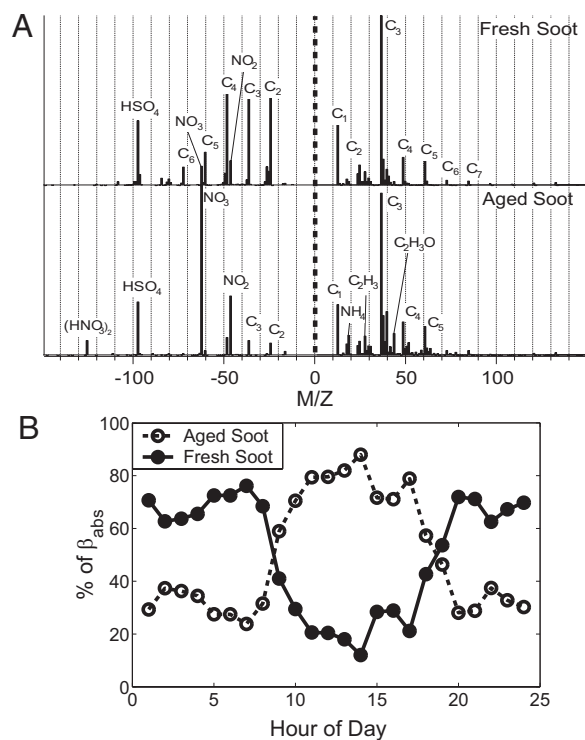 A
Fresh Soot
C3
NO2
C4 C3 C2
HSO4
NO3
C5
C6
C1
C2
C4 C5
C6 C7
Aged Soot
NO3
C3
C2H3O
NO2
C2H3
HSO4
C1
NH4
(HNO3)2
C3 C2
C4
C5
-100 -50 0 50 100
M/Z
B
Aged Soot
Fresh Soot
100
80
60
40
20
0
% of βabs
0 5 10 15 20 25
Hour of Day